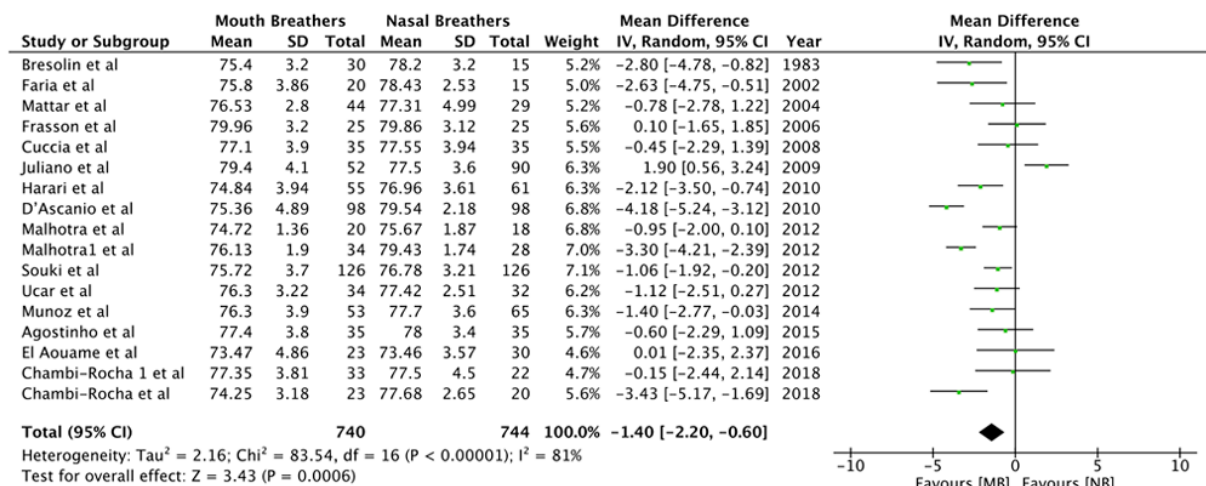 Mouth Breathers Nasal Breathers Mean Difference Mean Difference
Study or Subgroup Mean SD Total Mean SD Total Weight IV, Random, 95% CI Year IV, Random, 95% CI
Bresolin et al 75.4 3.2 30 78.2 3.2 15 5.2% −2.80 [−4.78, −0.82] 1983
Faria et al 75.8 3.86 20 78.43 2.53 15 5.0% −2.63 [−4.75, −0.51] 2002
Mattar et al 76.53 2.8 44 77.31 4.99 29 5.2% −0.78 [−2.78, 1.22] 2004
Frasson et al 79.96 3.2 25 79.86 3.12 25 5.6% 0.10 [−1.65, 1.85] 2006
Cuccia et al 77.1 3.9 35 77.55 3.94 35 5.5% −0.45 [−2.29, 1.39] 2008
Juliano et al 79.4 4.1 52 77.5 3.6 90 6.3% 1.90 [0.56, 3.24] 2009
Harari et al 74.84 3.94 55 76.96 3.61 61 6.3% −2.12 [−3.50, −0.74] 2010
D'Ascanio et al 75.36 4.89 98 79.54 2.18 98 6.8% −4.18 [−5.24, −3.12] 2010
Malhotra et al 74.72 1.36 20 75.67 1.87 18 6.8% −0.95 [−2.00, 0.10] 2012
Malhotra1 et al 76.13 1.9 34 79.43 1.74 28 7.0% −3.30 [−4.21, −2.39] 2012
Souki et al 75.72 3.7 126 76.78 3.21 126 7.1% −1.06 [−1.92, −0.20] 2012
Ucar et al 76.3 3.22 34 77.42 2.51 32 6.2% −1.12 [−2.51, 0.27] 2012
Munoz et al 76.3 3.9 53 77.7 3.6 65 6.3% −1.40 [−2.77, −0.03] 2014
Agostinho et al 77.4 3.8 35 78 3.4 35 5.7% −0.60 [−2.29, 1.09] 2015
El Aouame et al 73.47 4.86 23 73.46 3.57 30 4.6% 0.01 [−2.35, 2.37] 2016
Chambi-Rocha 1 et al 77.35 3.81 33 77.5 4.5 22 4.7% −0.15 [−2.44, 2.14] 2018
Chambi-Rocha et al 74.25 3.18 23 77.68 2.65 20 5.6% −3.43 [−5.17, −1.69] 2018
Total (95% CI) 740 744 100.0% −1.40 [−2.20, −0.60]
Heterogeneity: Tau² = 2.16; Chi² = 83.54, df = 16 (P < 0.00001); I² = 81%
Test for overall effect: Z = 3.43 (P = 0.0006)
−10 −5 0 5 10
Favours [MB] Favours [NB]